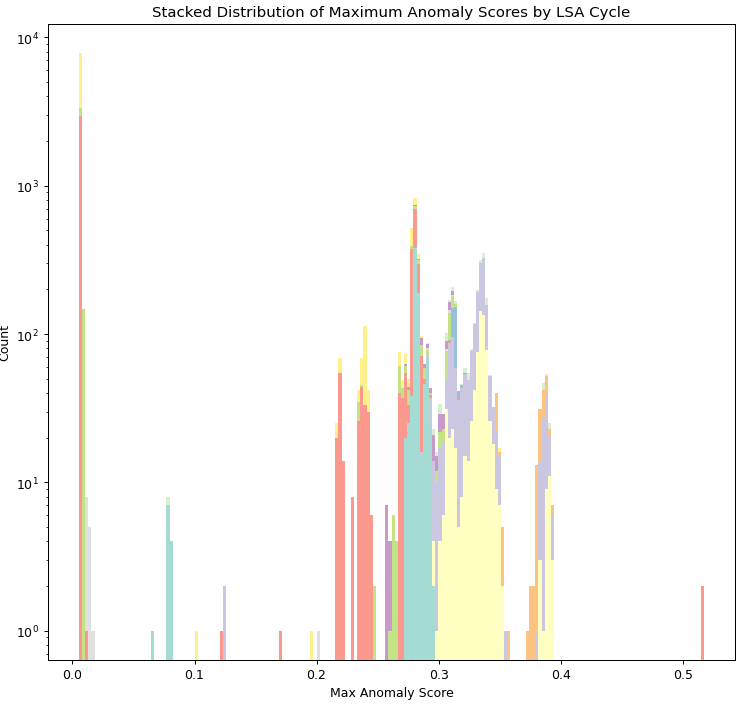 Stacked Distribution of Maximum Anomaly Scores by LSA Cycle
Count
10^4
10^3
10^2
10^1
10^0
0.0 0.1 0.2 0.3 0.4 0.5
Max Anomaly Score